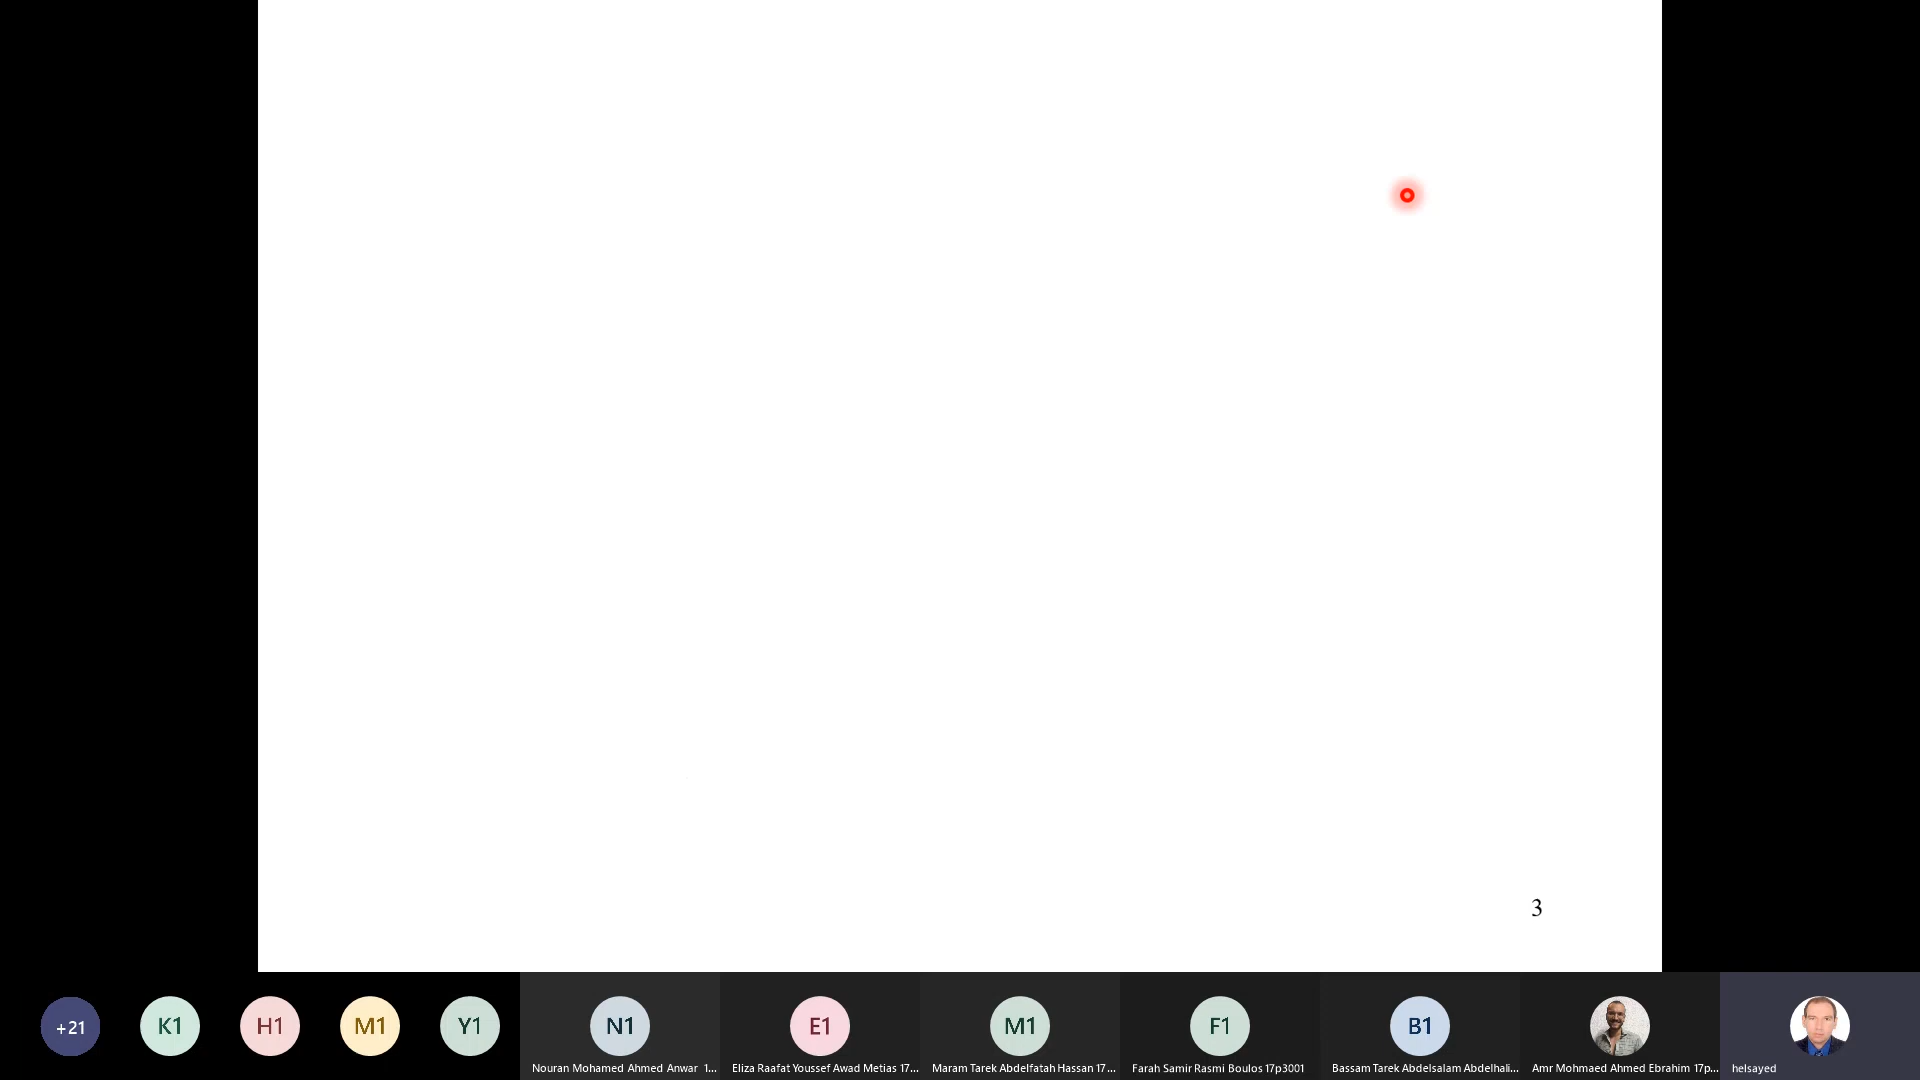 3
+21
K1
H1
M1
Y1
N1
E1
M1
F1
B1
Nouran Mohamed Ahmed Anwar 1...
Eliza Raafat Youssef Awad Metias 17...
Maram Tarek Abdelfatah Hassan 17...
Farah Samir Rasmi Boulos 17p3001
Bassam Tarek Abdelsalam Abdelhali...
Amr Mohmaed Ahmed Ebrahim 17p...
helsayed